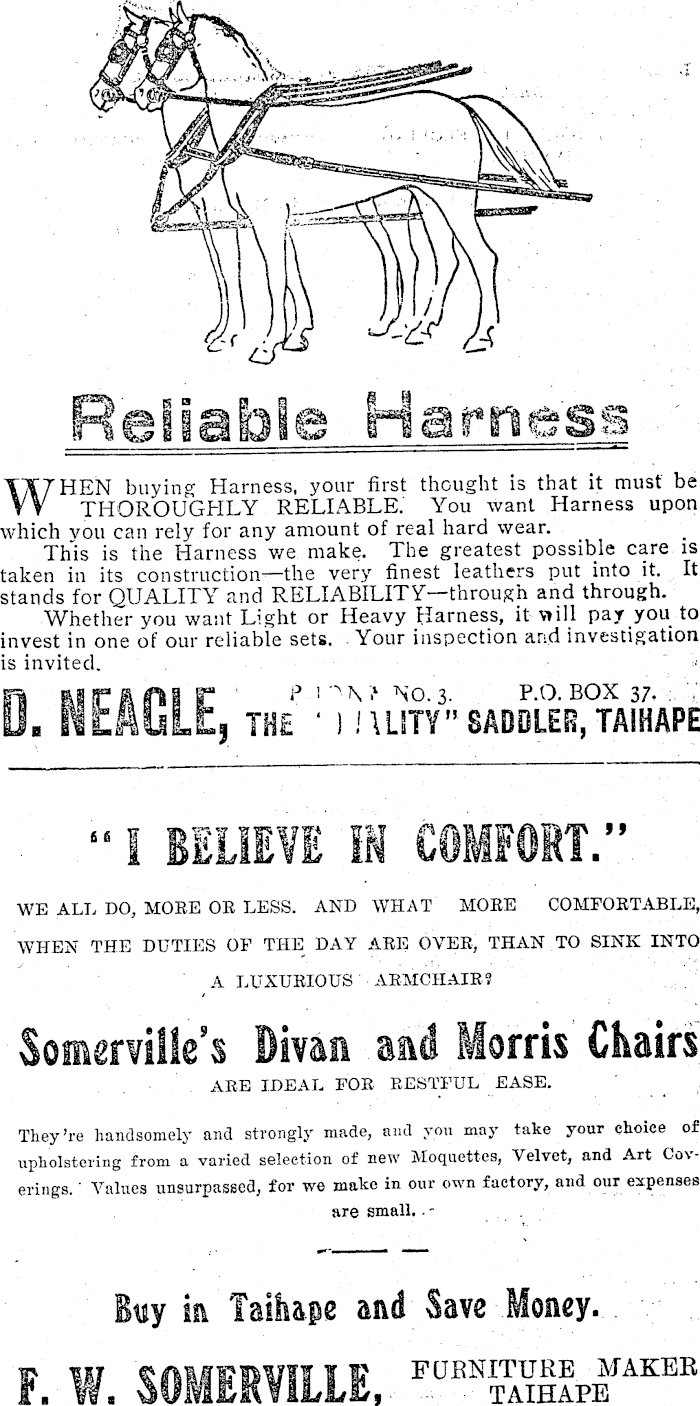 Reliable Harness
WHEN buying Harness, your first thought is that it must be
THOROUGHLY RELIABLE. You want Harness upon
which you can rely for any amount of real hard wear.
This is the Harness we make. The greatest possible care is
taken in its construction—the very finest leathers put into it. It
stands for QUALITY and RELIABILITY—through and through.
Whether you want Light or Heavy Harness, it will pay you to
invest in one of our reliable sets. Your inspection and investigation
is invited.
NO. 3. P.O. BOX 37.
D. NEAGLE, THE SADDLER, TAIHAPE
"I BELIEVE IN COMFORT."
WE ALL DO, MORE OR LESS. AND WHAT MORE COMFORTABLE,
WHEN THE DUTIES OF THE DAY ARE OVER, THAN TO SINK INTO
A LUXURIOUS ARMCHAIR?
Somerville's Divan and Morris Chairs
ARE IDEAL FOR RESTFUL EASE.
They're handsomely and strongly made, and you may take your choice of
upholstering from a varied selection of new Moquettes, Velvet, and Art Cov-
erings. Values unsurpassed, for we make in our own factory, and our expenses
are small.
Buy in Taihape and Save Money.
F. W. SOMERVILLE, FURNITURE MAKER
TAIHAPE